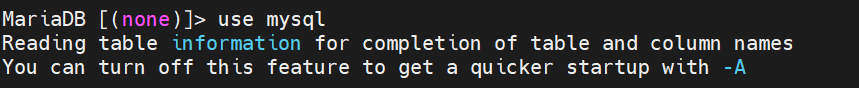 MariaDB [(none)]> use mysql
Reading table information for completion of table and column names
You can turn off this feature to get a quicker startup with -A